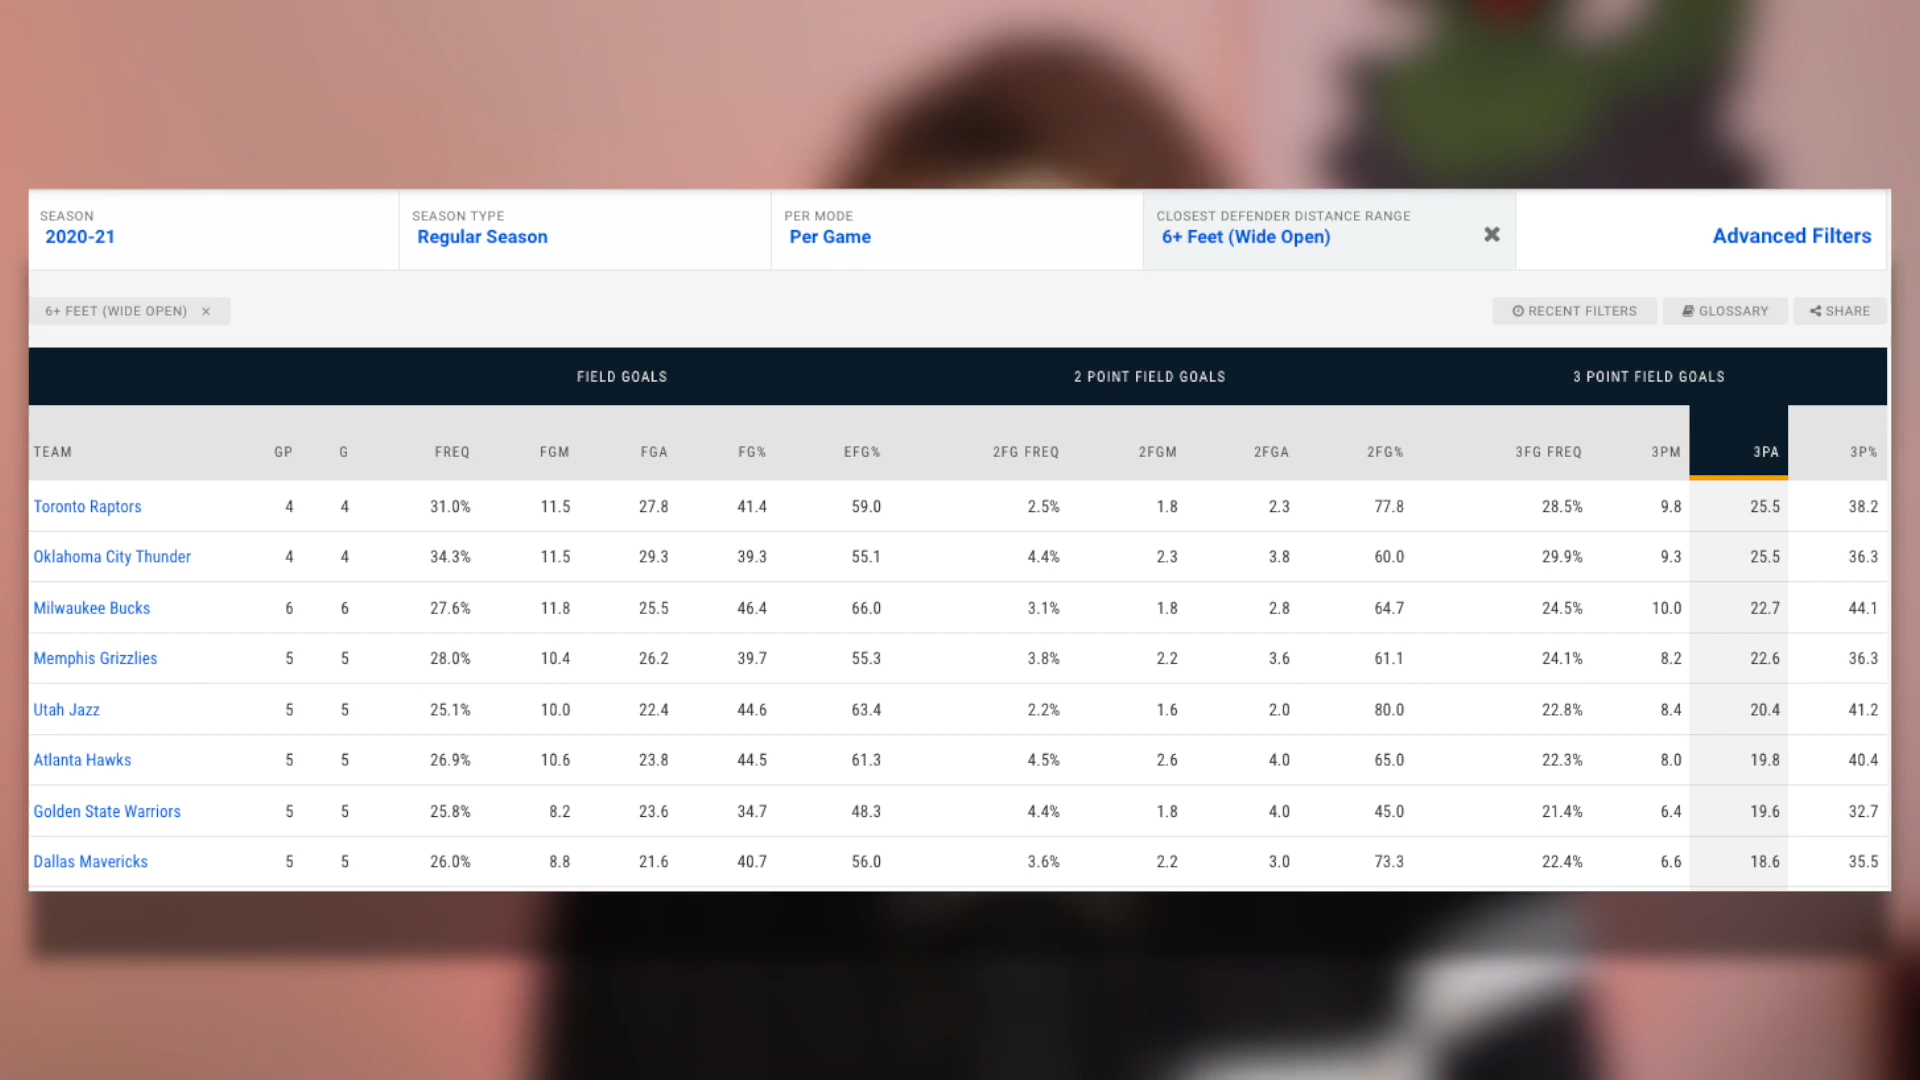 SEASON SEASON TYPE PER MODE CLOSEST DEFENDER DISTANCE RANGE
2020-21 Regular Season Per Game 6+ Feet (Wide Open) Advanced Filters
6+ FEET (WIDE OPEN) RECENT FILTERS GLOSSARY SHARE
FIELD GOALS 2 POINT FIELD GOALS 3 POINT FIELD GOALS
TEAM GP G FREQ FGM FGA FG% EFG% 2FG FREQ 2FGM 2FGA 2FG% 3FG FREQ 3PM 3PA 3P%
Toronto Raptors 4 4 31.0% 11.5 27.8 41.4 59.0 2.5% 1.8 2.3 77.8 28.5% 9.8 25.5 38.2
Oklahoma City Thunder 4 4 34.3% 11.5 29.3 39.3 55.1 4.4% 2.3 3.8 60.0 29.9% 9.3 25.5 36.3
Milwaukee Bucks 6 6 27.6% 11.8 25.5 46.4 66.0 3.1% 1.8 2.8 64.7 24.5% 10.0 22.7 44.1
Memphis Grizzlies 5 5 28.0% 10.4 26.2 39.7 55.3 3.8% 2.2 3.6 61.1 24.1% 8.2 22.6 36.3
Utah Jazz 5 5 25.1% 10.0 22.4 44.6 63.4 2.2% 1.6 2.0 80.0 22.8% 8.4 20.4 41.2
Atlanta Hawks 5 5 26.9% 10.6 23.8 44.5 61.3 4.5% 2.6 4.0 65.0 22.3% 8.0 19.8 40.4
Golden State Warriors 5 5 25.8% 8.2 23.6 34.7 48.3 4.4% 1.8 4.0 45.0 21.4% 6.4 19.6 32.7
Dallas Mavericks 5 5 26.0% 8.8 21.6 40.7 56.0 3.6% 2.2 3.0 73.3 22.4% 6.6 18.6 35.5